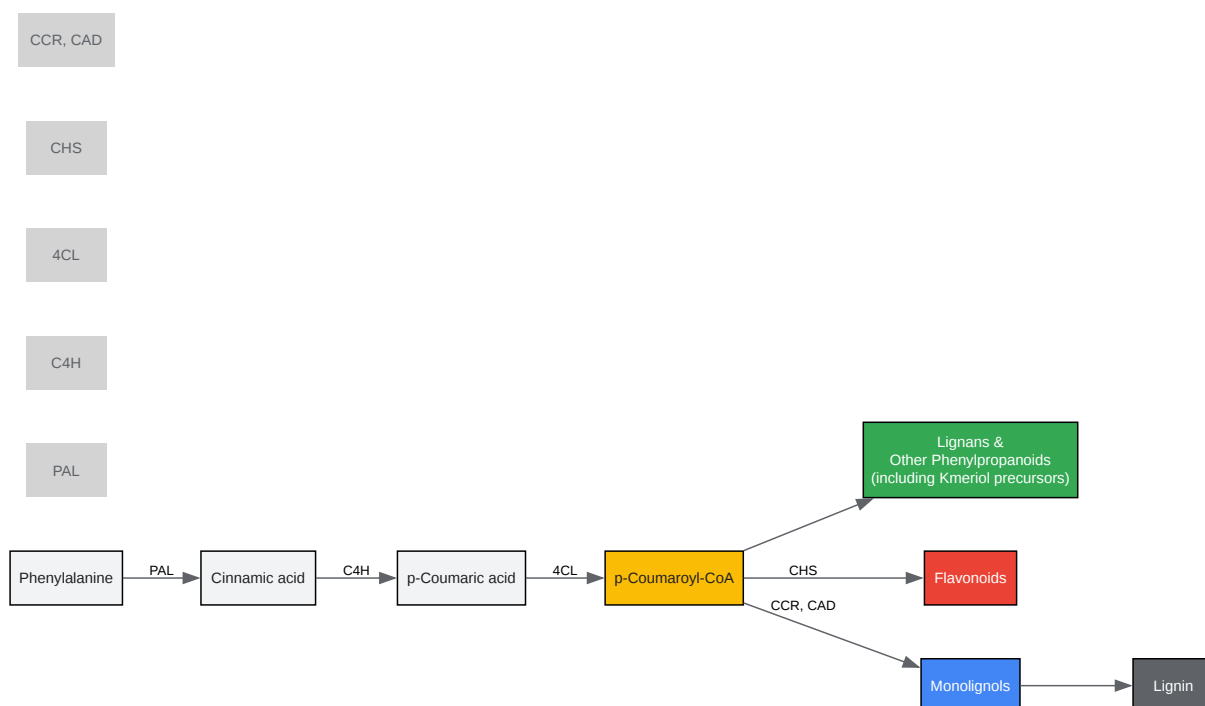 CCR, CAD
CHS
4CL
C4H
PAL
Lignans &
Other Phenylpropanoids
(including Kmeriol precursors)
Phenylalanine
PAL
Cinnamic acid
C4H
p-Coumaric acid
4CL
p-Coumaroyl-CoA
CHS
Flavonoids
CCR, CAD
Monolignols
Lignin